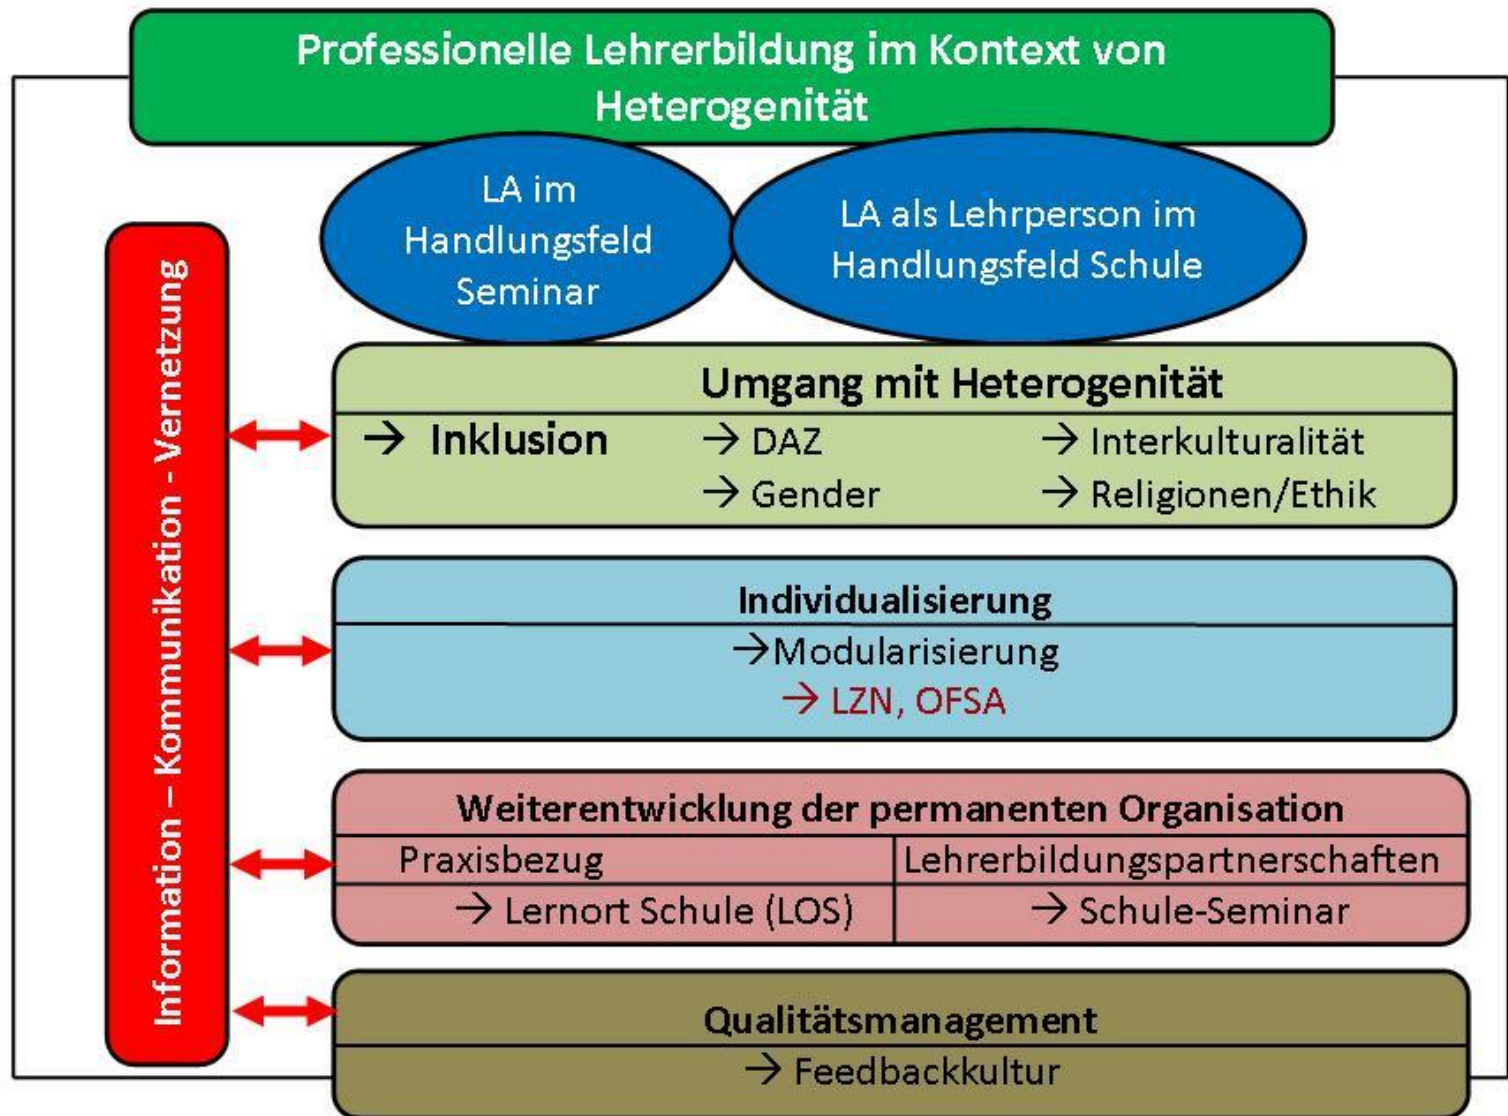 Professionelle Lehrerbildung im Kontext von
Heterogenität
LA im
Handlungsfeld
Seminar
LA als Lehrperson im
Handlungsfeld Schule
Information – Kommunikation - Vernetzung
Umgang mit Heterogenität
→ Inklusion → DAZ → Interkulturalität
→ Gender → Religionen/Ethik
Individualisierung
→Modularisierung
→ LZN, OFSA
Weiterentwicklung der permanenten Organisation
Praxisbezug Lehrerbildungspartnerschaften
→ Lernort Schule (LOS) → Schule-Seminar
Qualitätsmanagement
→ Feedbackkultur